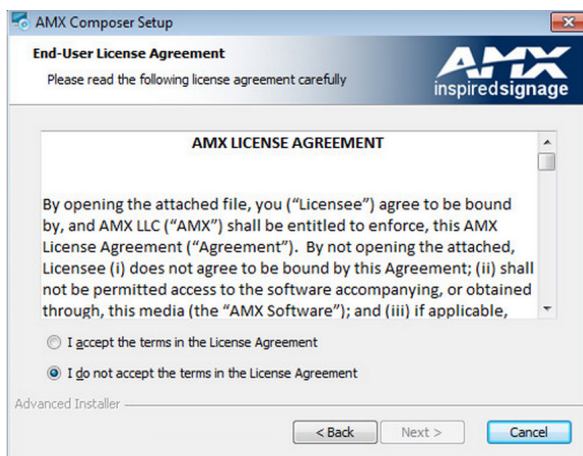 AMX Composer Setup
End-User License Agreement
Please read the following license agreement carefully
AMX
inspiredsignage
AMX LICENSE AGREEMENT
By opening the attached file, you (“Licensee”) agree to be bound
by, and AMX LLC (“AMX”) shall be entitled to enforce, this AMX
License Agreement (“Agreement”). By not opening the attached,
Licensee (i) does not agree to be bound by this Agreement; (ii) shall
not be permitted access to the software accompanying, or obtained
through, this media (the “AMX Software”); and (iii) if applicable,
I accept the terms in the License Agreement
I do not accept the terms in the License Agreement
Advanced Installer
< Back
Next >
Cancel